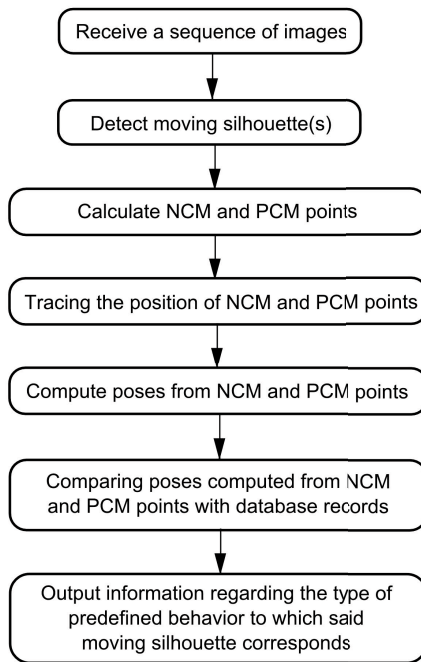 Receive a sequence of images
Detect moving silhouette(s)
Calculate NCM and PCM points
Tracing the position of NCM and PCM points
Compute poses from NCM and PCM points
Comparing poses computed from NCM
and PCM points with database records
Output information regarding the type of
predefined behavior to which said
moving silhouette corresponds